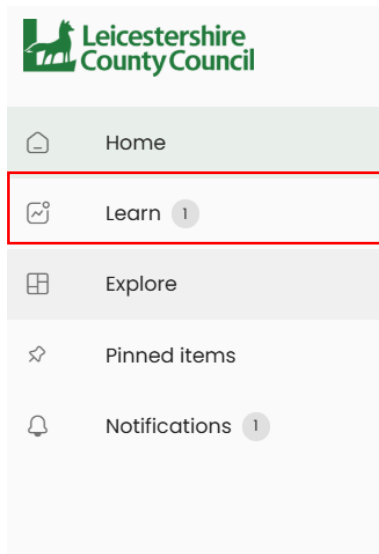 Leicestershire
County Council
Home
Learn 1
Explore
Pinned items
Notifications 1